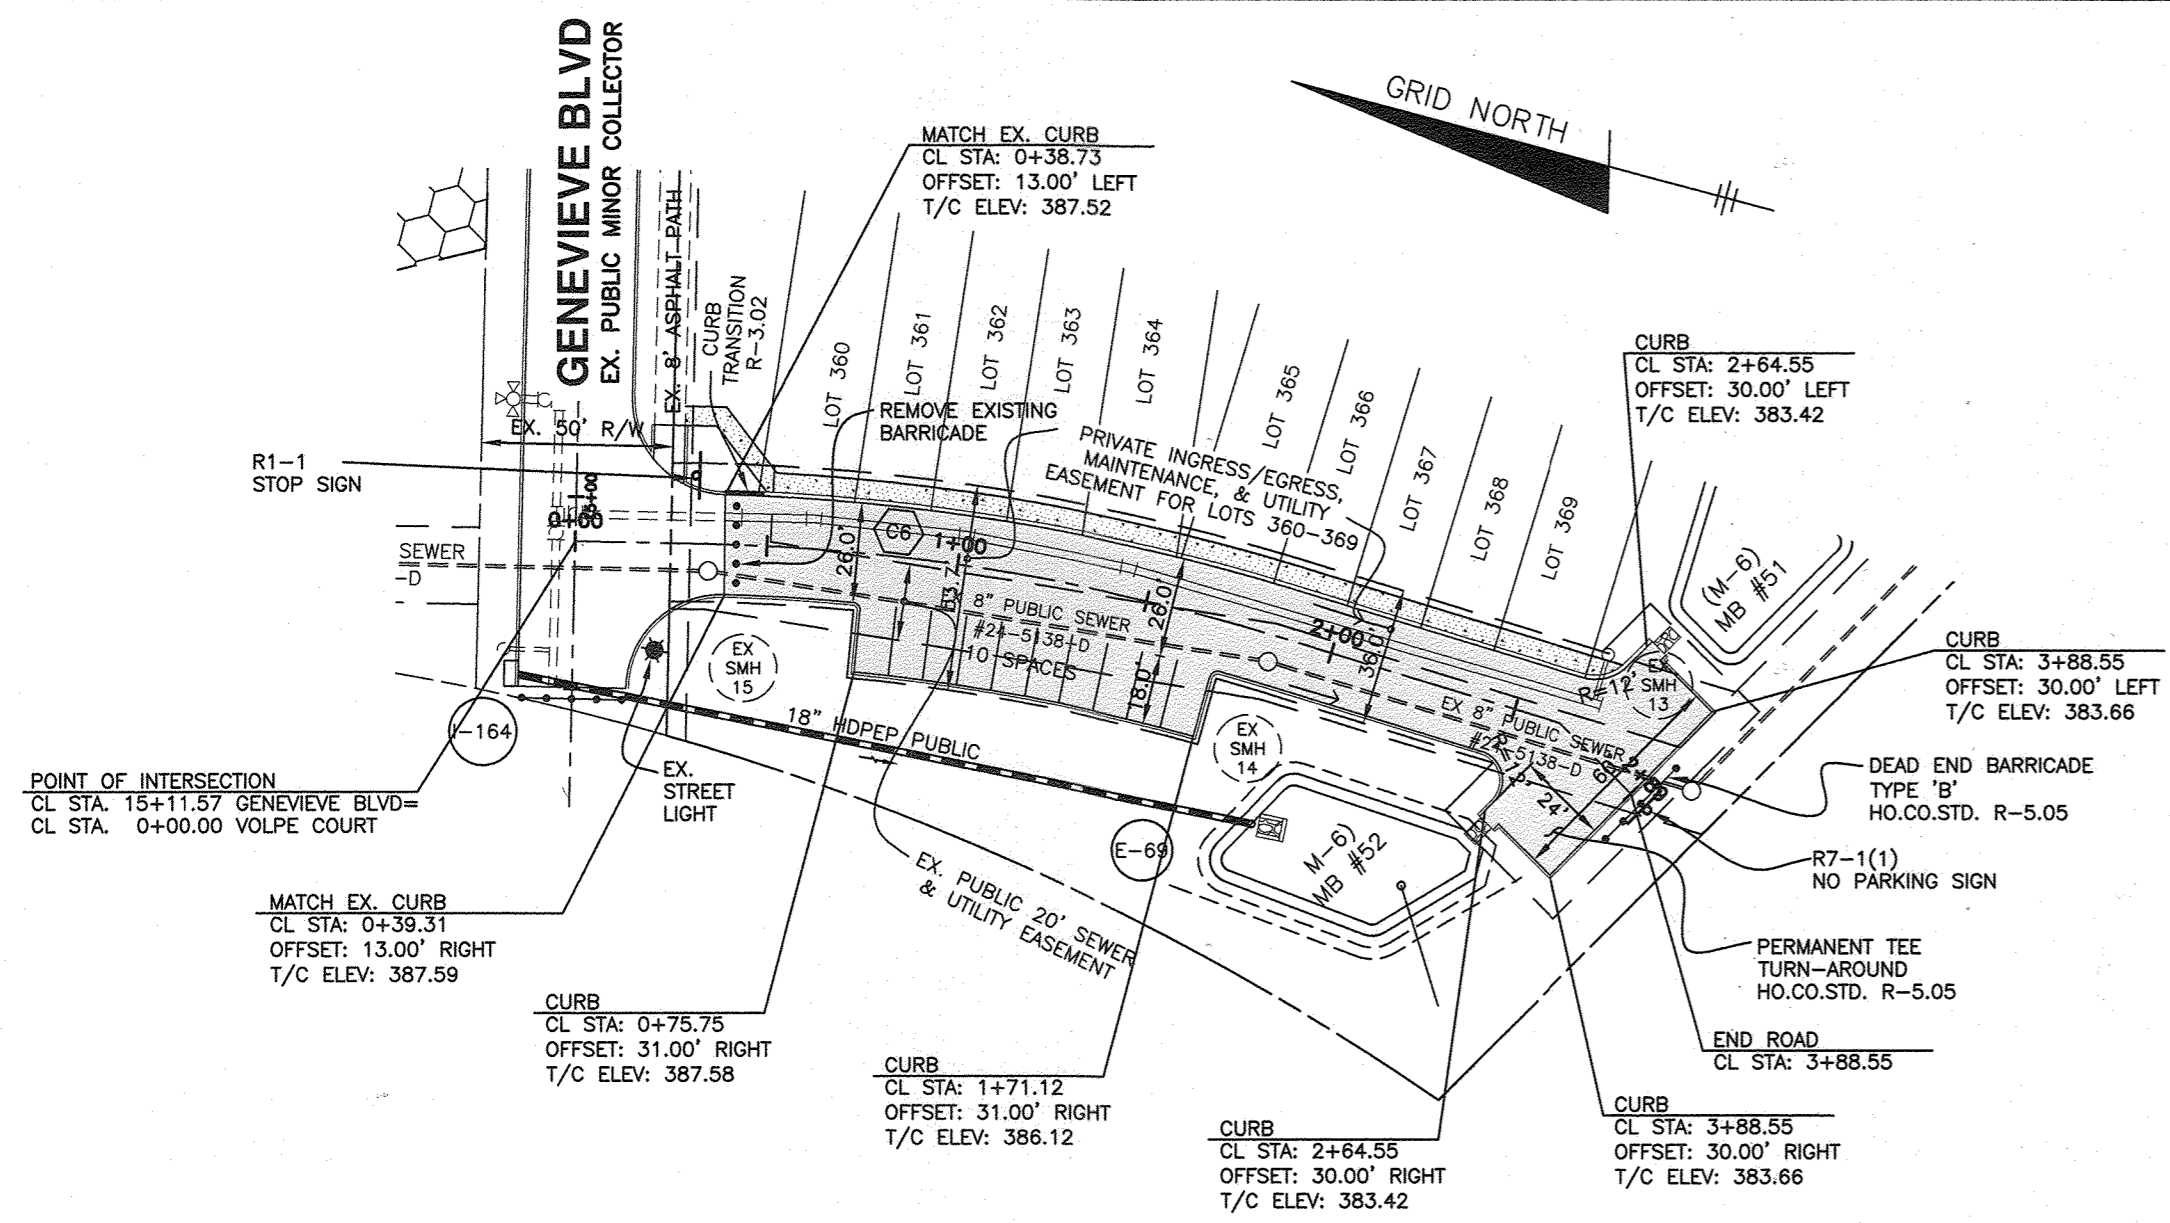 GENEVIEVE BLVD
EX. PUBLIC MINOR COLLECTOR
EX. 8' ASPHALT PATH
CURB
TRANSITION
R-3.02
MATCH EX. CURB
CL STA: 0+38.73
OFFSET: 13.00' LEFT
T/C ELEV: 387.52
GRID NORTH
EX. 50' R/W
R1-1
STOP SIGN
0+00
15+00
SEWER
-D
LOT 360
LOT 361
LOT 362
LOT 363
LOT 364
LOT 365
LOT 366
LOT 367
LOT 368
LOT 369
REMOVE EXISTING
BARRICADE
PRIVATE INGRESS/EGRESS,
MAINTENANCE, & UTILITY
EASEMENT FOR LOTS 360-369
CURB
CL STA: 2+64.55
OFFSET: 30.00' LEFT
T/C ELEV: 383.42
(M-6)
MB #51
CURB
CL STA: 3+88.55
OFFSET: 30.00' LEFT
T/C ELEV: 383.66
26.0'
C6
1+00
8" PUBLIC SEWER
#24-5138-D
10 SPACES
26.0'
18.0'
2+00
36.0'
EX
SMH
15
EX
SMH
14
EX
SMH
13
R=12'
EX 8" PUBLIC SEWER
#24-5138-D
24'
18" HDPEP PUBLIC
I-164
E-69
M-6)
MB #52
EX.
STREET
LIGHT
POINT OF INTERSECTION
CL STA. 15+11.57 GENEVIEVE BLVD=
CL STA. 0+00.00 VOLPE COURT
DEAD END BARRICADE
TYPE 'B'
HO.CO.STD. R-5.05
R7-1(1)
NO PARKING SIGN
PERMANENT TEE
TURN-AROUND
HO.CO.STD. R-5.05
END ROAD
CL STA: 3+88.55
EX. PUBLIC 20' SEWER
& UTILITY EASEMENT
MATCH EX. CURB
CL STA: 0+39.31
OFFSET: 13.00' RIGHT
T/C ELEV: 387.59
CURB
CL STA: 0+75.75
OFFSET: 31.00' RIGHT
T/C ELEV: 387.58
CURB
CL STA: 1+71.12
OFFSET: 31.00' RIGHT
T/C ELEV: 386.12
CURB
CL STA: 2+64.55
OFFSET: 30.00' RIGHT
T/C ELEV: 383.42
CURB
CL STA: 3+88.55
OFFSET: 30.00' RIGHT
T/C ELEV: 383.66